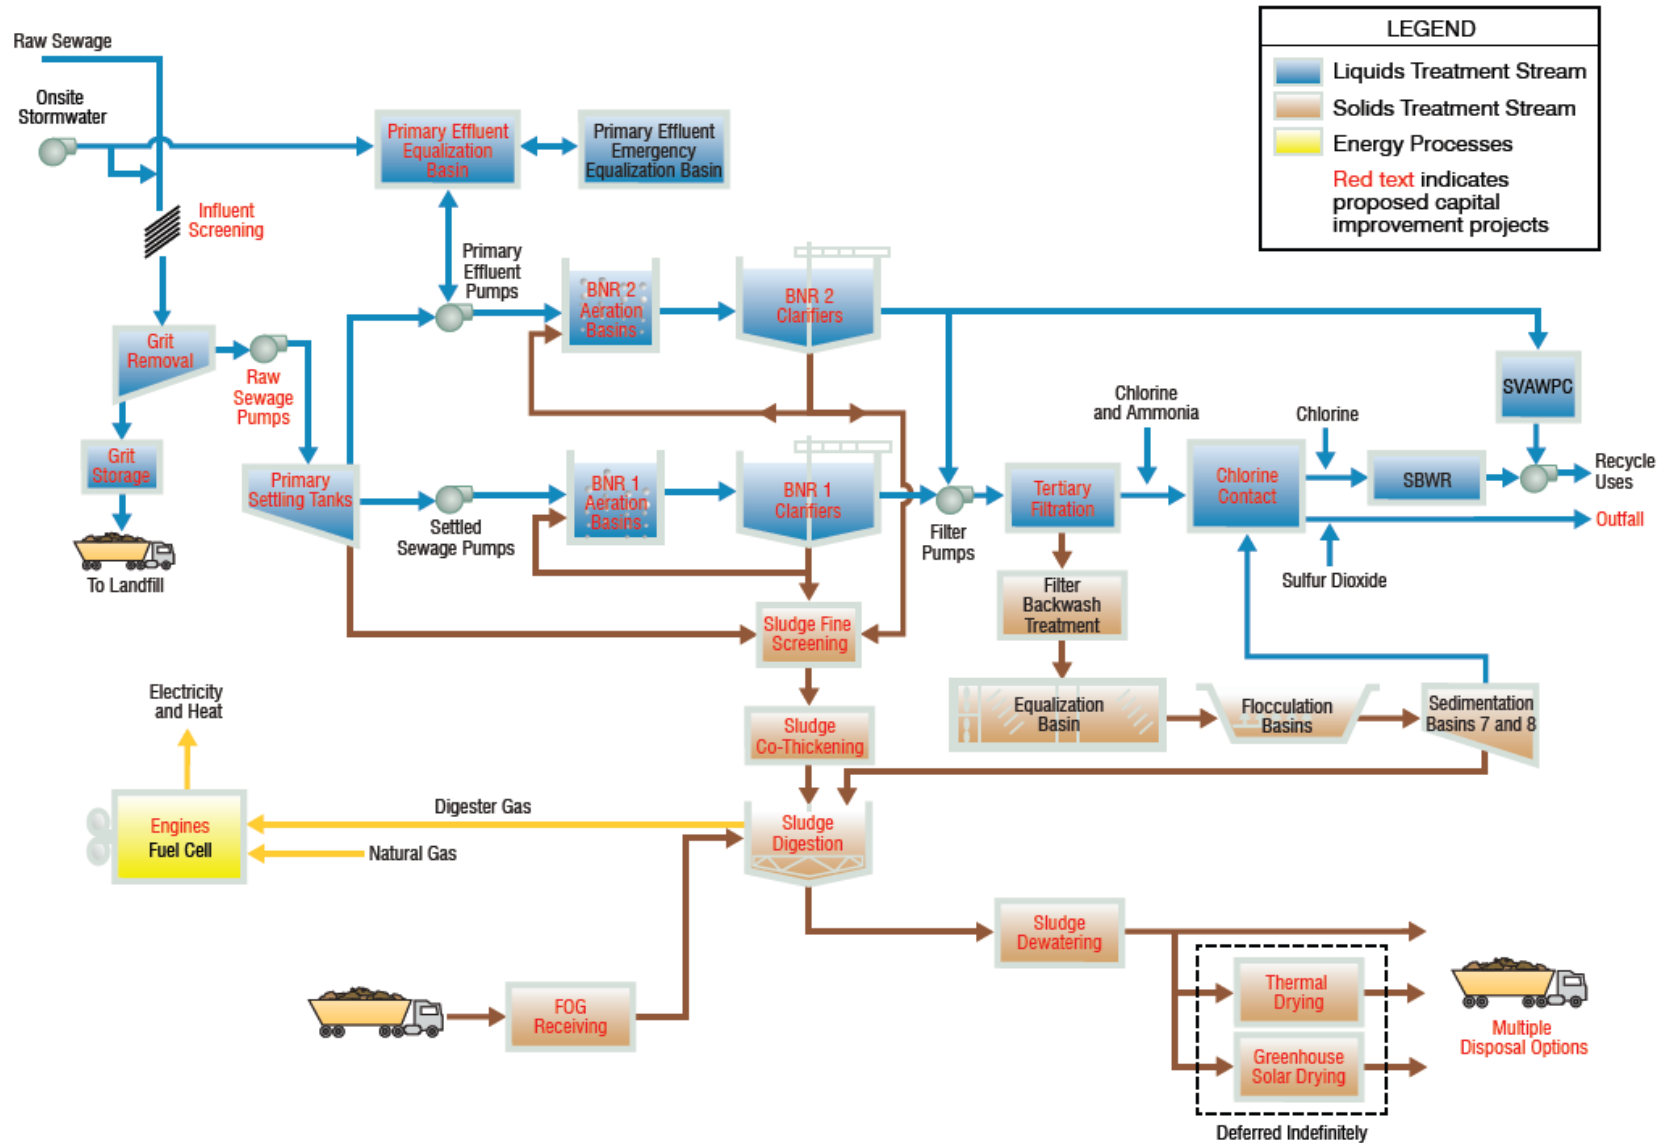 Raw Sewage
Onsite
Stormwater
Influent
Screening
Grit
Removal
Raw
Sewage
Pumps
Grit
Storage
To Landfill
Primary
Settling Tanks
Primary Effluent
Equalization
Basin
Primary Effluent
Emergency
Equalization Basin
Primary
Effluent
Pumps
BNR 2
Aeration
Basins
BNR 2
Clarifiers
Settled
Sewage Pumps
BNR 1
Aeration
Basins
BNR 1
Clarifiers
Filter
Pumps
Tertiary
Filtration
Chlorine
and Ammonia
Chlorine
Contact
Chlorine
SBWR
SVAWPC
Recycle
Uses
Outfall
Sulfur Dioxide
Filter
Backwash
Treatment
Equalization
Basin
Flocculation
Basins
Sedimentation
Basins 7 and 8
Sludge Fine
Screening
Sludge
Co-Thickening
Sludge
Digestion
Digester Gas
Natural Gas
Electricity
and Heat
Engines
Fuel Cell
FOG
Receiving
Sludge
Dewatering
Thermal
Drying
Greenhouse
Solar Drying
Deferred Indefinitely
Multiple
Disposal Options
LEGEND
Liquids Treatment Stream
Solids Treatment Stream
Energy Processes
Red text indicates
proposed capital
improvement projects